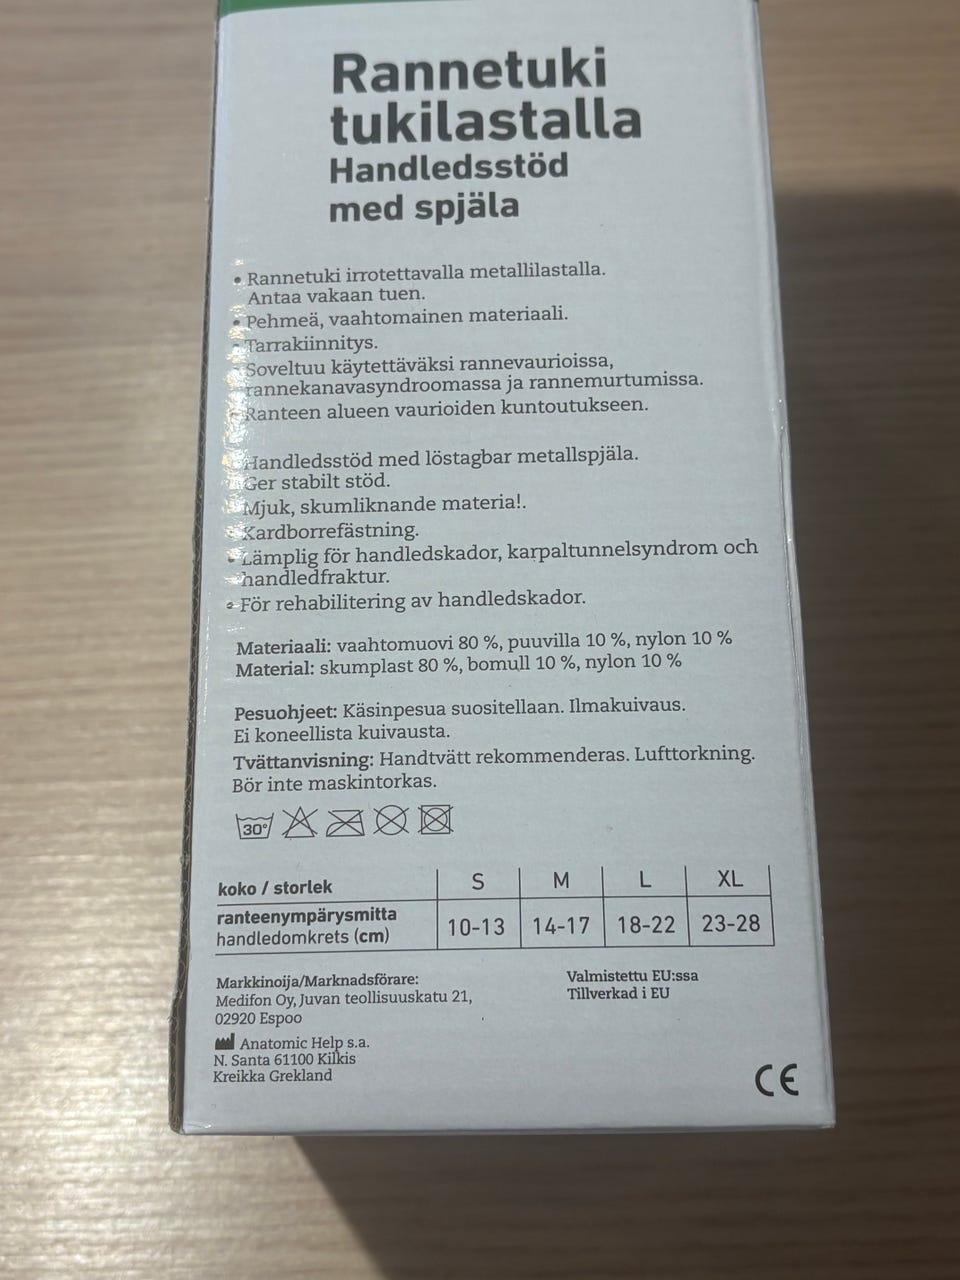 Rannetuki
tukilastalla
Handledsstöd
med spjäla
• Rannetuki irrotettavalla metallilastalla.
Antaa vakaan tuen.
• Pehmeä, vaahtomainen materiaali.
• Tarrakiinnitys.
• Soveltuu käytettäväksi rannevaurioissa,
rannekanavasyndroomassa ja rannemurtumissa.
• Ranteen alueen vaurioiden kuntoutukseen.
• Handledsstöd med löstagbar metallspjäla.
Ger stabilt stöd.
• Mjuk, skumliknande material.
• Kardborrefästning.
• Lämplig för handledskador, karpaltunnelsyndrom och
handledfraktur.
• För rehabilitering av handledskador.
Materiaali: vaahtomuovi 80 %, puuvilla 10 %, nylon 10 %
Material: skumplast 80 %, bomull 10 %, nylon 10 %
Pesuohjeet: Käsinpesua suositellaan. Ilmakuivaus.
Ei koneellista kuivausta.
Tvättanvisning: Handtvätt rekommenderas. Lufttorkning.
Bör inte maskintorkas.
30°
koko / storlek S M L XL
ranteenympärysmitta
handledomkrets (cm) 10-13 14-17 18-22 23-28
Markkinoija/Marknadsförare:
Medifon Oy, Juvan teollisuuskatu 21,
02920 Espoo
Valmistettu EU:ssa
Tillverkad i EU
Anatomic Help s.a.
N. Santa 61100 Kilkis
Kreikka Grekland
CE